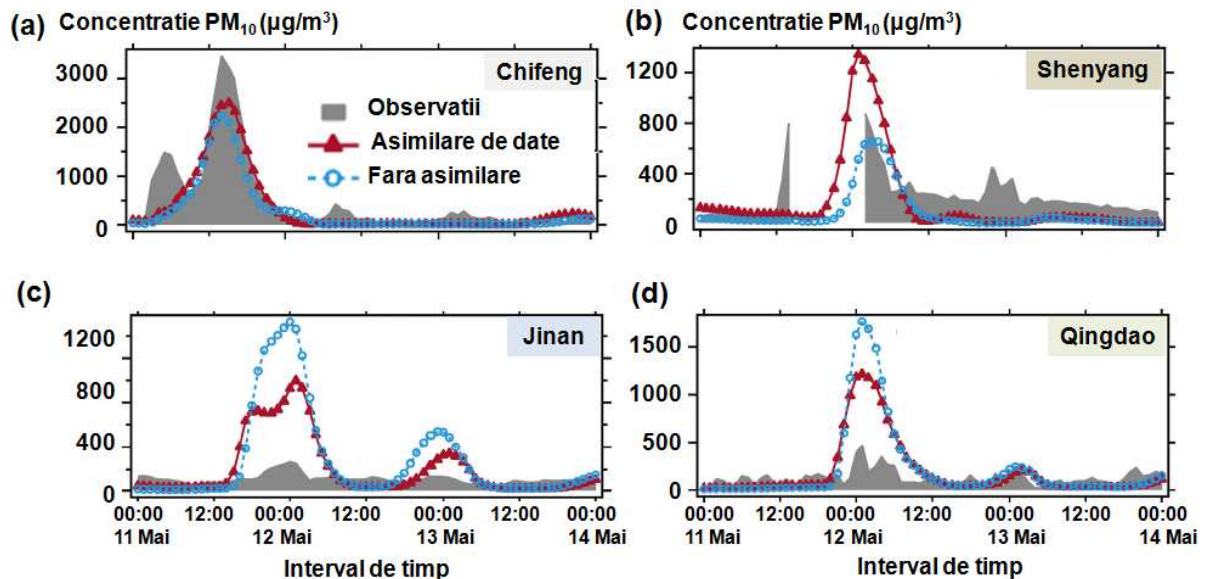 (a) Concentratie PM₁₀ (µg/m³)
Chifeng
3000
2000
1000
0
Observatii
Asimilare de date
Fara asimilare
(b) Concentratie PM₁₀ (µg/m³)
Shenyang
1200
800
400
0
(c)
Jinan
1200
800
400
0
00:00 12:00 00:00 12:00 00:00 12:00 00:00
11 Mai 12 Mai 13 Mai 14 Mai
Interval de timp
(d)
Qingdao
1500
1000
500
0
00:00 12:00 00:00 12:00 00:00 12:00 00:00
11 Mai 12 Mai 13 Mai 14 Mai
Interval de timp